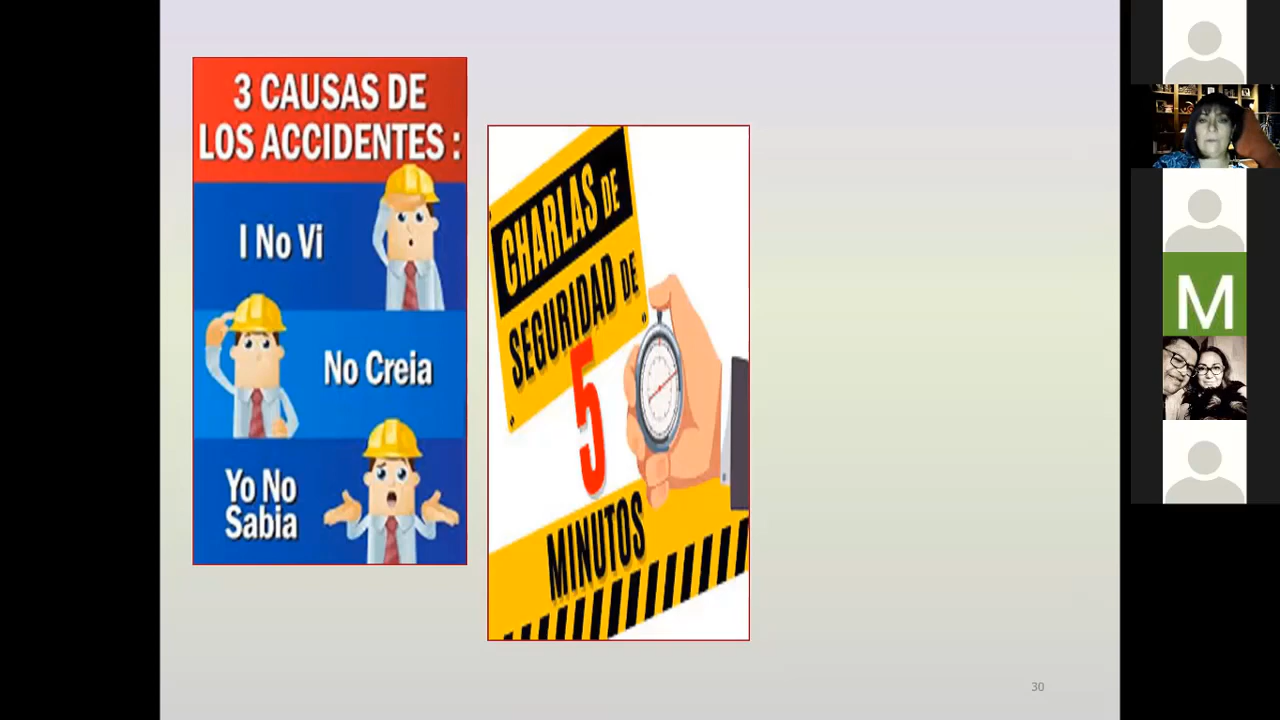 3 CAUSAS DE
LOS ACCIDENTES :
I No Vi
No Creia
Yo No
Sabia
CHARLAS DE
SEGURIDAD DE
5
MINUTOS
M
30